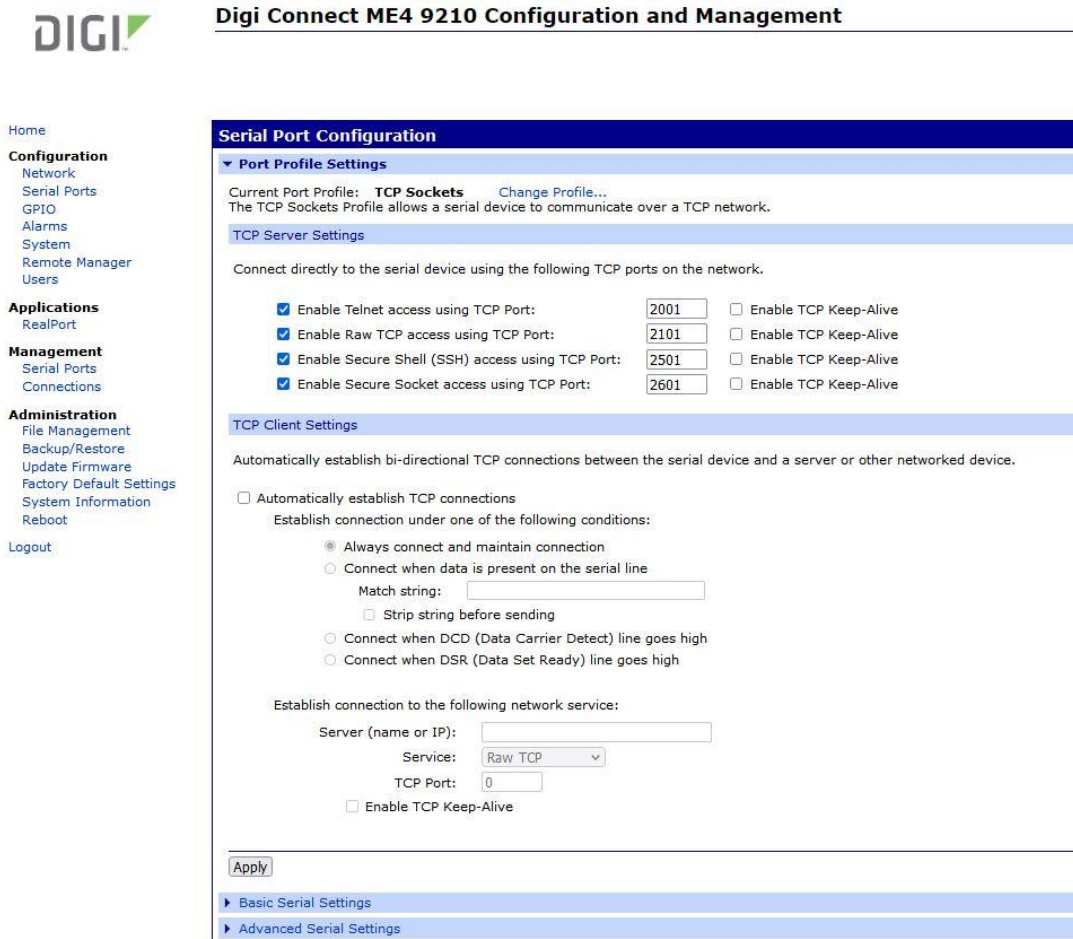 DIGI
Digi Connect ME4 9210 Configuration and Management
Home
Configuration
Network
Serial Ports
GPIO
Alarms
System
Remote Manager
Users
Applications
RealPort
Management
Serial Ports
Connections
Administration
File Management
Backup/Restore
Update Firmware
Factory Default Settings
System Information
Reboot
Logout
Serial Port Configuration
Port Profile Settings
Current Port Profile: TCP Sockets Change Profile...
The TCP Sockets Profile allows a serial device to communicate over a TCP network.
TCP Server Settings
Connect directly to the serial device using the following TCP ports on the network.
Enable Telnet access using TCP Port: 2001 Enable TCP Keep-Alive
Enable Raw TCP access using TCP Port: 2101 Enable TCP Keep-Alive
Enable Secure Shell (SSH) access using TCP Port: 2501 Enable TCP Keep-Alive
Enable Secure Socket access using TCP Port: 2601 Enable TCP Keep-Alive
TCP Client Settings
Automatically establish bi-directional TCP connections between the serial device and a server or other networked device.
Automatically establish TCP connections
Establish connection under one of the following conditions:
Always connect and maintain connection
Connect when data is present on the serial line
Match string:
Strip string before sending
Connect when DCD (Data Carrier Detect) line goes high
Connect when DSR (Data Set Ready) line goes high
Establish connection to the following network service:
Server (name or IP):
Service: Raw TCP
TCP Port: 0
Enable TCP Keep-Alive
Apply
Basic Serial Settings
Advanced Serial Settings